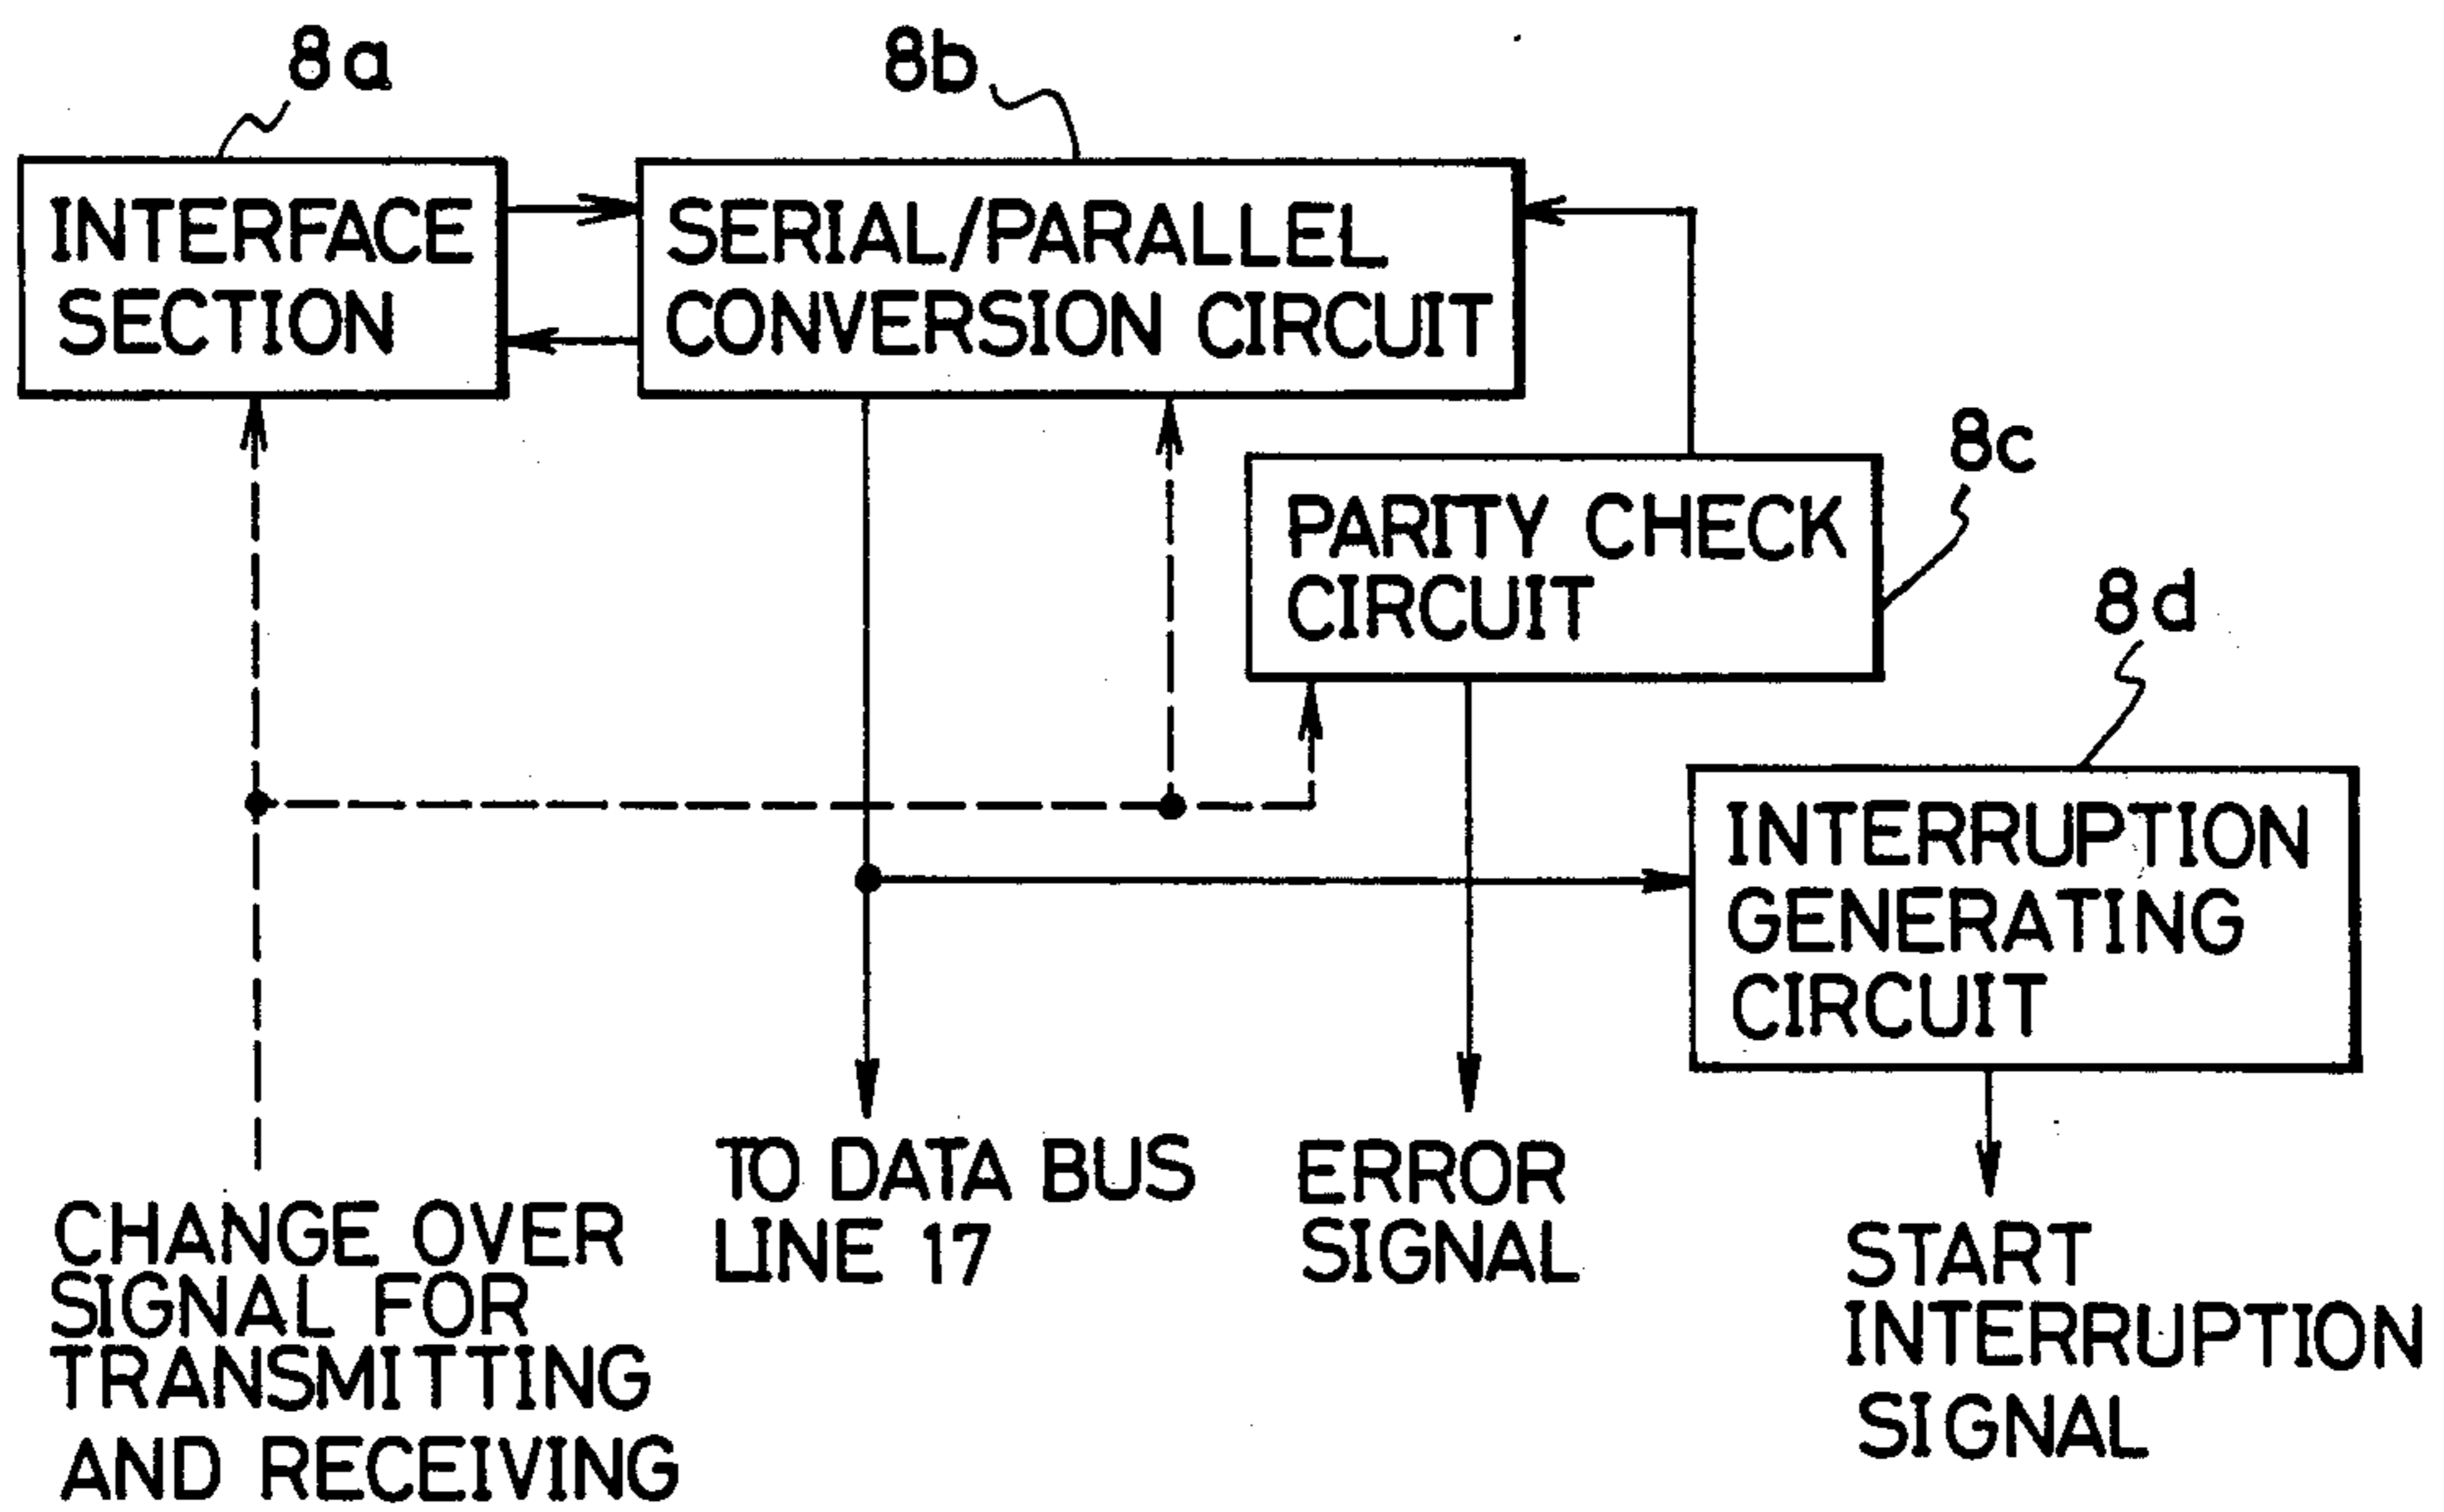 8a
8b
INTERFACE
SECTION
SERIAL/PARALLEL
CONVERSION CIRCUIT
8c
PARITY CHECK
CIRCUIT
8d
INTERRUPTION
GENERATING
CIRCUIT
CHANGE OVER
SIGNAL FOR
TRANSMITTING
AND RECEIVING
TO DATA BUS
LINE 17
ERROR
SIGNAL
START
INTERRUPTION
SIGNAL